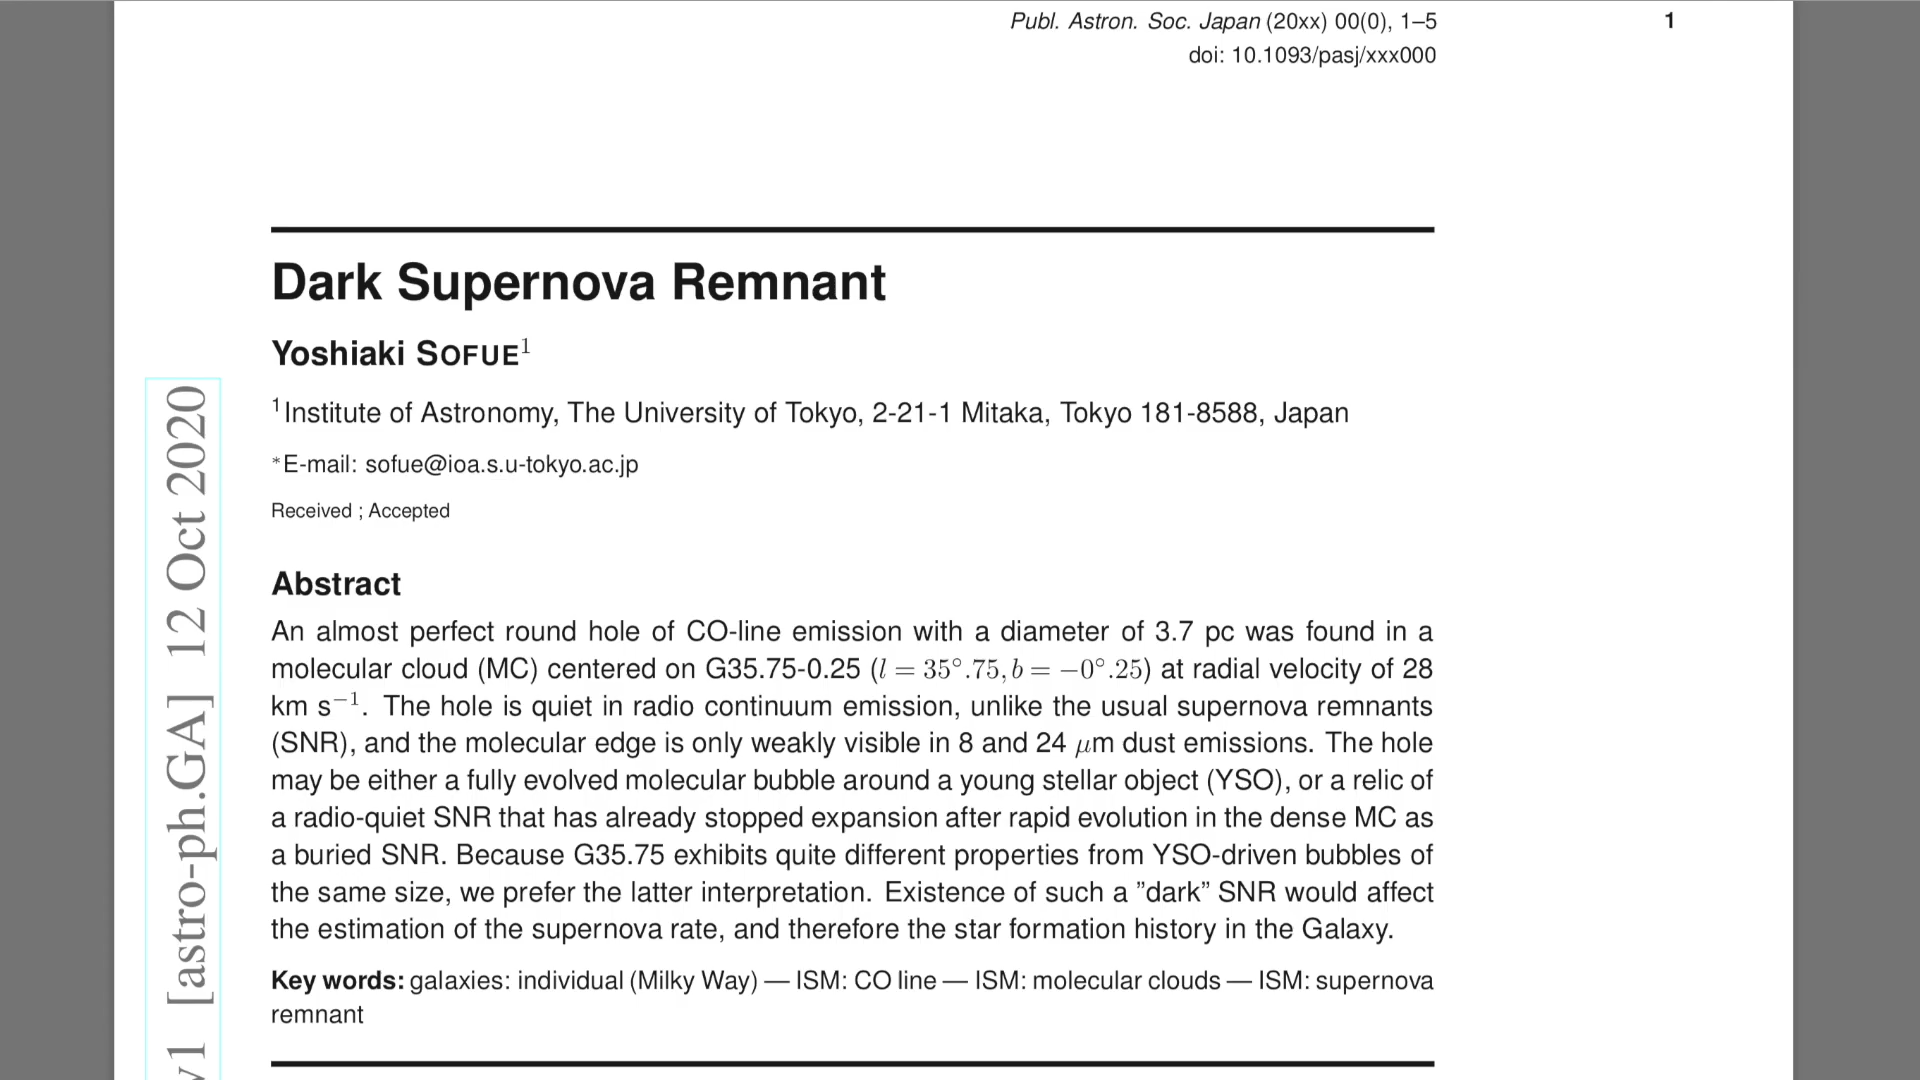 Publ. Astron. Soc. Japan (20xx) 00(0), 1–5
1
doi: 10.1093/pasj/xxx000
Dark Supernova Remnant
Yoshiaki SOFUE¹
¹Institute of Astronomy, The University of Tokyo, 2-21-1 Mitaka, Tokyo 181-8588, Japan
*E-mail: sofue@ioa.s.u-tokyo.ac.jp
Received ; Accepted
Abstract
An almost perfect round hole of CO-line emission with a diameter of 3.7 pc was found in a
molecular cloud (MC) centered on G35.75-0.25 (l = 35°.75, b = −0°.25) at radial velocity of 28
km s⁻¹. The hole is quiet in radio continuum emission, unlike the usual supernova remnants
(SNR), and the molecular edge is only weakly visible in 8 and 24 μm dust emissions. The hole
may be either a fully evolved molecular bubble around a young stellar object (YSO), or a relic of
a radio-quiet SNR that has already stopped expansion after rapid evolution in the dense MC as
a buried SNR. Because G35.75 exhibits quite different properties from YSO-driven bubbles of
the same size, we prefer the latter interpretation. Existence of such a ”dark” SNR would affect
the estimation of the supernova rate, and therefore the star formation history in the Galaxy.
Key words: galaxies: individual (Milky Way) — ISM: CO line — ISM: molecular clouds — ISM: supernova
remnant
v1 [astro-ph.GA] 12 Oct 2020